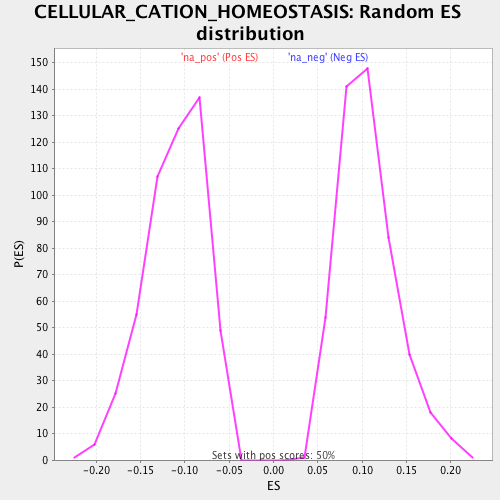 CELLULAR_CATION_HOMEOSTASIS: Random ES
distribution
'na_pos' (Pos ES) 'na_neg' (Neg ES)
150
140
130
120
110
100
90
80
70
60
50
40
30
20
10
0
P(ES)
Sets with pos scores: 50%
-0.20 -0.15 -0.10 -0.05 0.00 0.05 0.10 0.15 0.20
ES